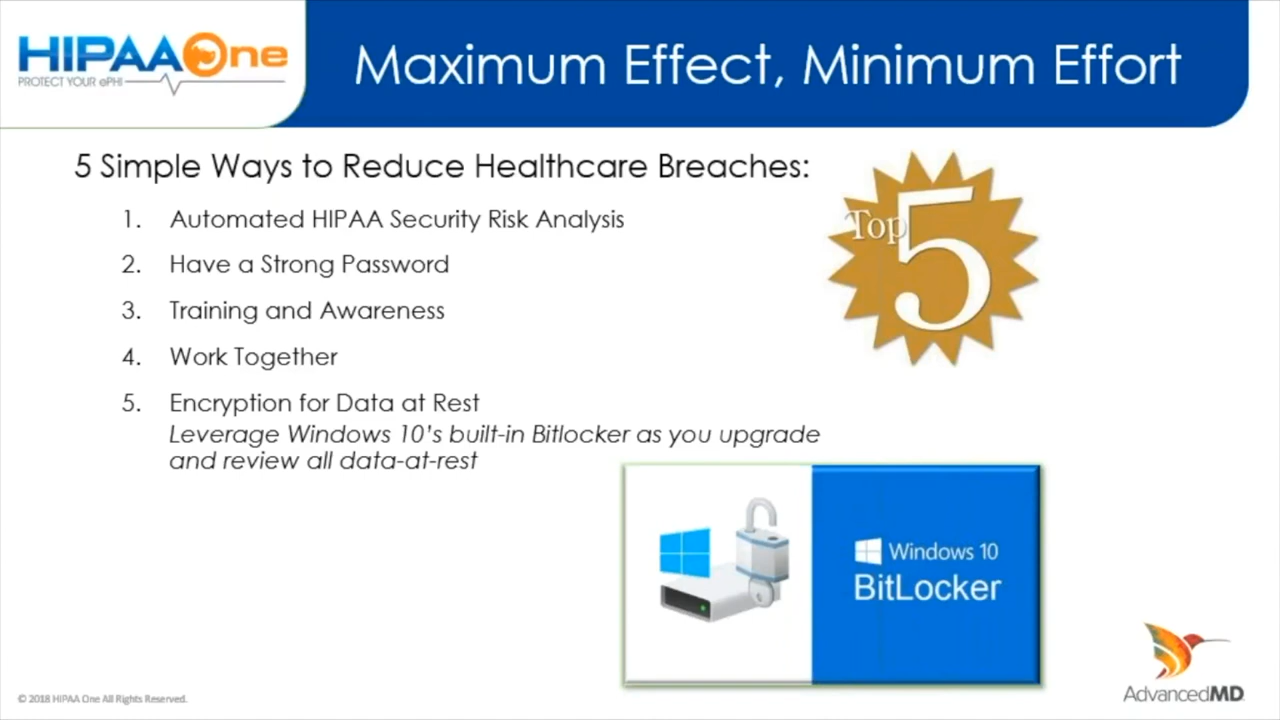 HIPAA One
PROTECT YOUR ePHI
Maximum Effect, Minimum Effort
5 Simple Ways to Reduce Healthcare Breaches:
1. Automated HIPAA Security Risk Analysis
2. Have a Strong Password
3. Training and Awareness
4. Work Together
5. Encryption for Data at Rest
Leverage Windows 10's built-in Bitlocker as you upgrade
and review all data-at-rest
Top 5
Windows 10
BitLocker
© 2018 HIPAA One All Rights Reserved.
AdvancedMD